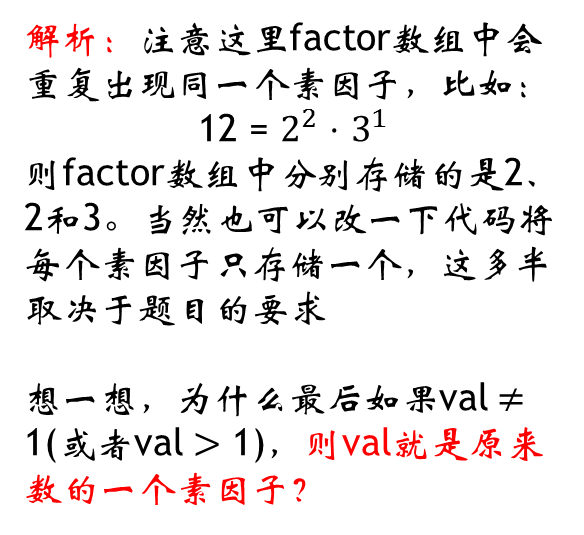 解析：注意这里factor数组中会
重复出现同一个素因子，比如：
12 = 2² · 3¹
则factor数组中分别存储的是2、
2和3。当然也可以改一下代码将
每个素因子只存储一个，这多半
取决于题目的要求
想一想，为什么最后如果val ≠
1(或者val > 1)，则val就是原来
数的一个素因子？